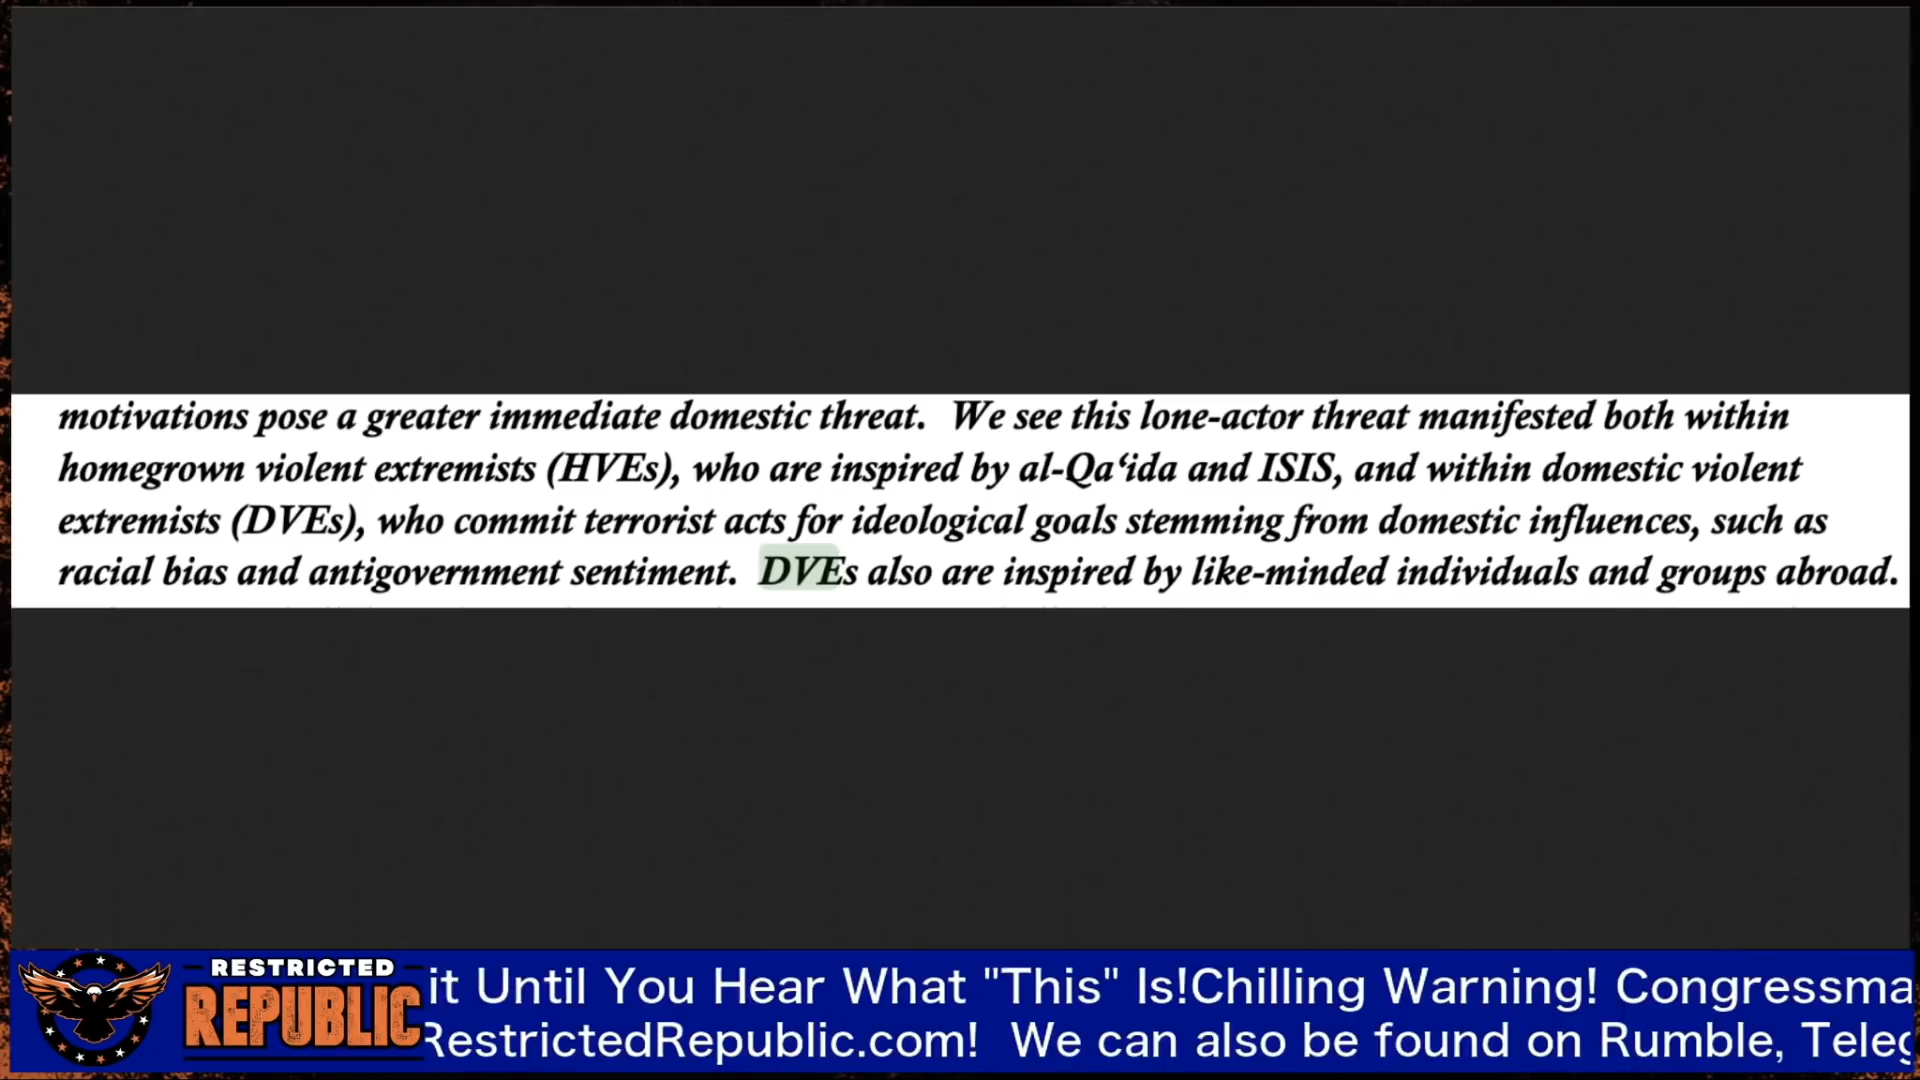 motivations pose a greater immediate domestic threat.  We see this lone-actor threat manifested both within
homegrown violent extremists (HVEs), who are inspired by al-Qa‘ida and ISIS, and within domestic violent
extremists (DVEs), who commit terrorist acts for ideological goals stemming from domestic influences, such as
racial bias and antigovernment sentiment.  DVEs also are inspired by like-minded individuals and groups abroad.
RESTRICTED
REPUBLIC
it Until You Hear What "This" Is!Chilling Warning! Congressma
RestrictedRepublic.com!  We can also be found on Rumble, Teleg